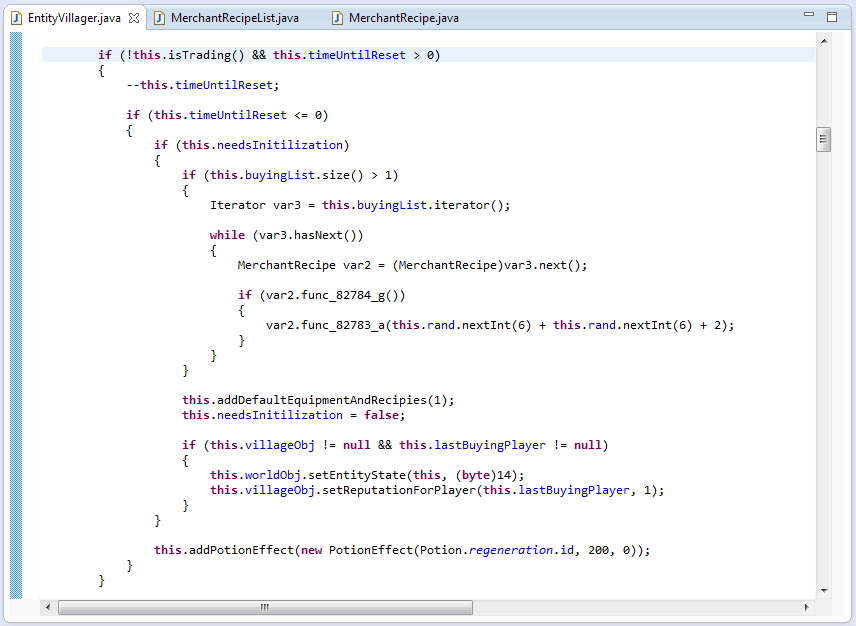 EntityVillager.java MerchantRecipeList.java MerchantRecipe.java
if (!this.isTrading() && this.timeUntilReset > 0)
{
--this.timeUntilReset;
if (this.timeUntilReset <= 0)
{
if (this.needsInitilization)
{
if (this.buyingList.size() > 1)
{
Iterator var3 = this.buyingList.iterator();
while (var3.hasNext())
{
MerchantRecipe var2 = (MerchantRecipe)var3.next();
if (var2.func_82784_g())
{
var2.func_82783_a(this.rand.nextInt(6) + this.rand.nextInt(6) + 2);
}
}
}
this.addDefaultEquipmentAndRecipies(1);
this.needsInitilization = false;
if (this.villageObj != null && this.lastBuyingPlayer != null)
{
this.worldObj.setEntityState(this, (byte)14);
this.villageObj.setReputationForPlayer(this.lastBuyingPlayer, 1);
}
}
this.addPotionEffect(new PotionEffect(Potion.regeneration.id, 200, 0));
}
}